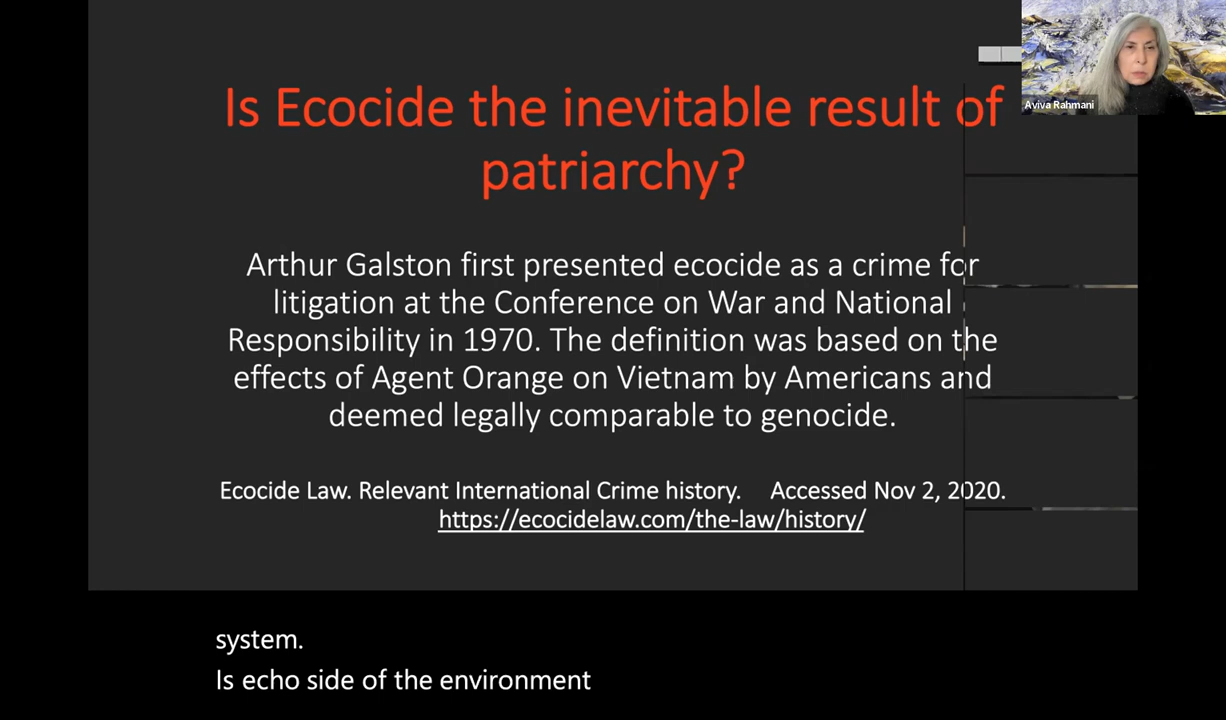 Is Ecocide the inevitable result of
patriarchy?
Aviva Rahmani
Arthur Galston first presented ecocide as a crime for
litigation at the Conference on War and National
Responsibility in 1970. The definition was based on the
effects of Agent Orange on Vietnam by Americans and
deemed legally comparable to genocide.
Ecocide Law. Relevant International Crime history. Accessed Nov 2, 2020.
https://ecocidelaw.com/the-law/history/
system.
Is echo side of the environment